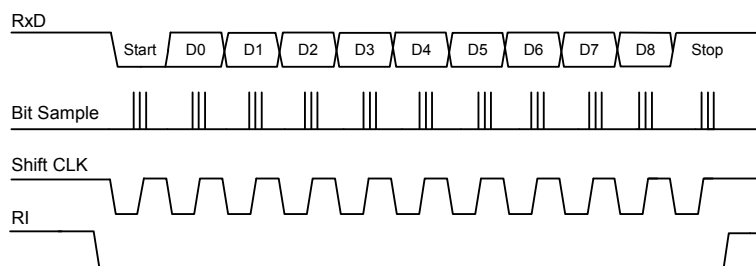 RxD
Start D0 D1 D2 D3 D4 D5 D6 D7 D8 Stop
Bit Sample
Shift CLK
RI